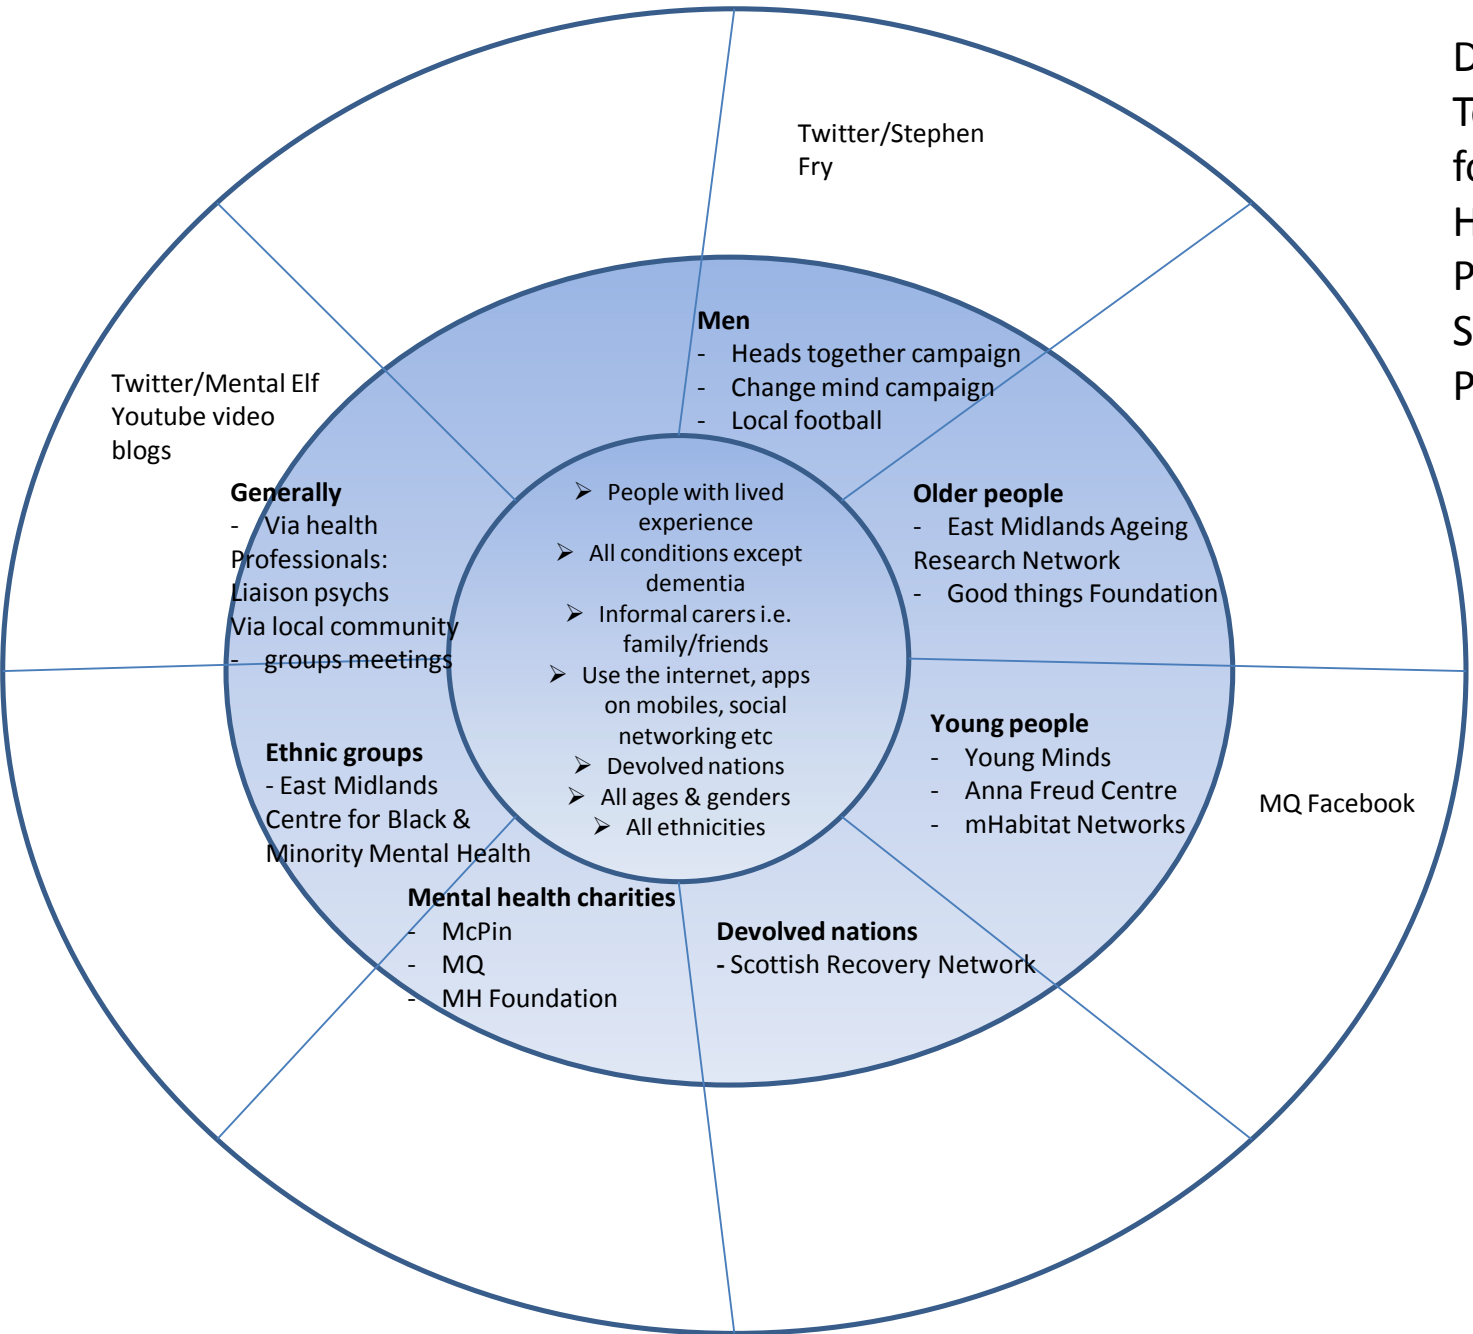 Twitter/Stephen
Fry
Men
- Heads together campaign
- Change mind campaign
- Local football
Twitter/Mental Elf
Youtube video
blogs
Generally
- Via health
Professionals:
Liaison psychs
Via local community
- groups meetings
➢ People with lived
experience
➢ All conditions except
dementia
➢ Informal carers i.e.
family/friends
➢ Use the internet, apps
on mobiles, social
networking etc
➢ Devolved nations
➢ All ages & genders
➢ All ethnicities
Older people
- East Midlands Ageing
Research Network
- Good things Foundation
Young people
- Young Minds
- Anna Freud Centre
- mHabitat Networks
MQ Facebook
Ethnic groups
- East Midlands
Centre for Black &
Minority Mental Health
Mental health charities
- McPin
- MQ
- MH Foundation
Devolved nations
- Scottish Recovery Network